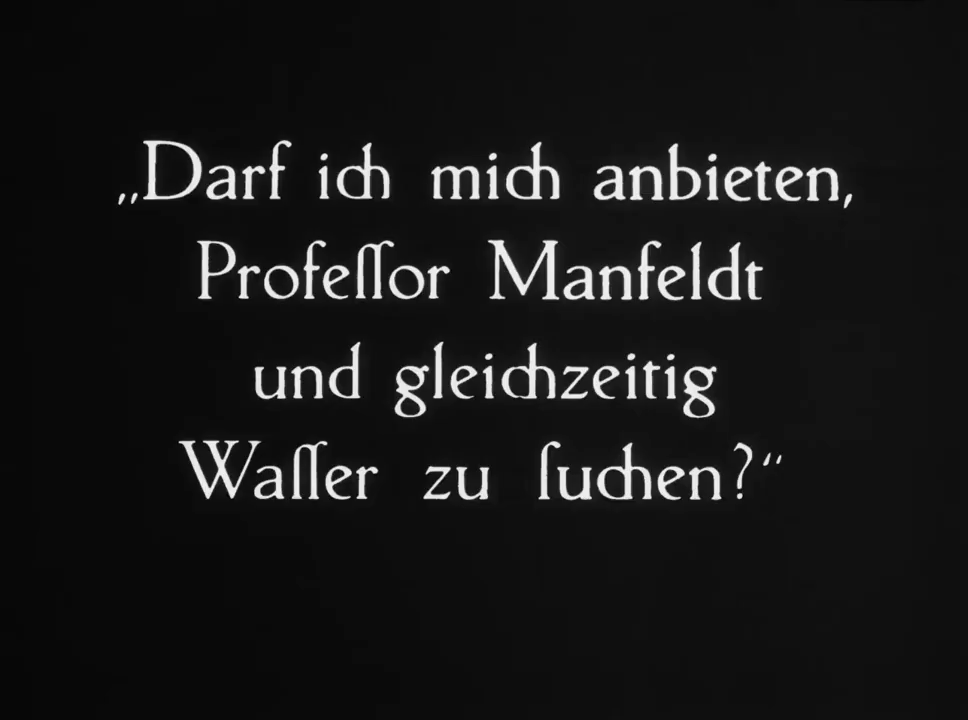 „Darf ich mich anbieten,
Profeſſor Manfeldt
und gleichzeitig
Waſſer zu ſuchen?“